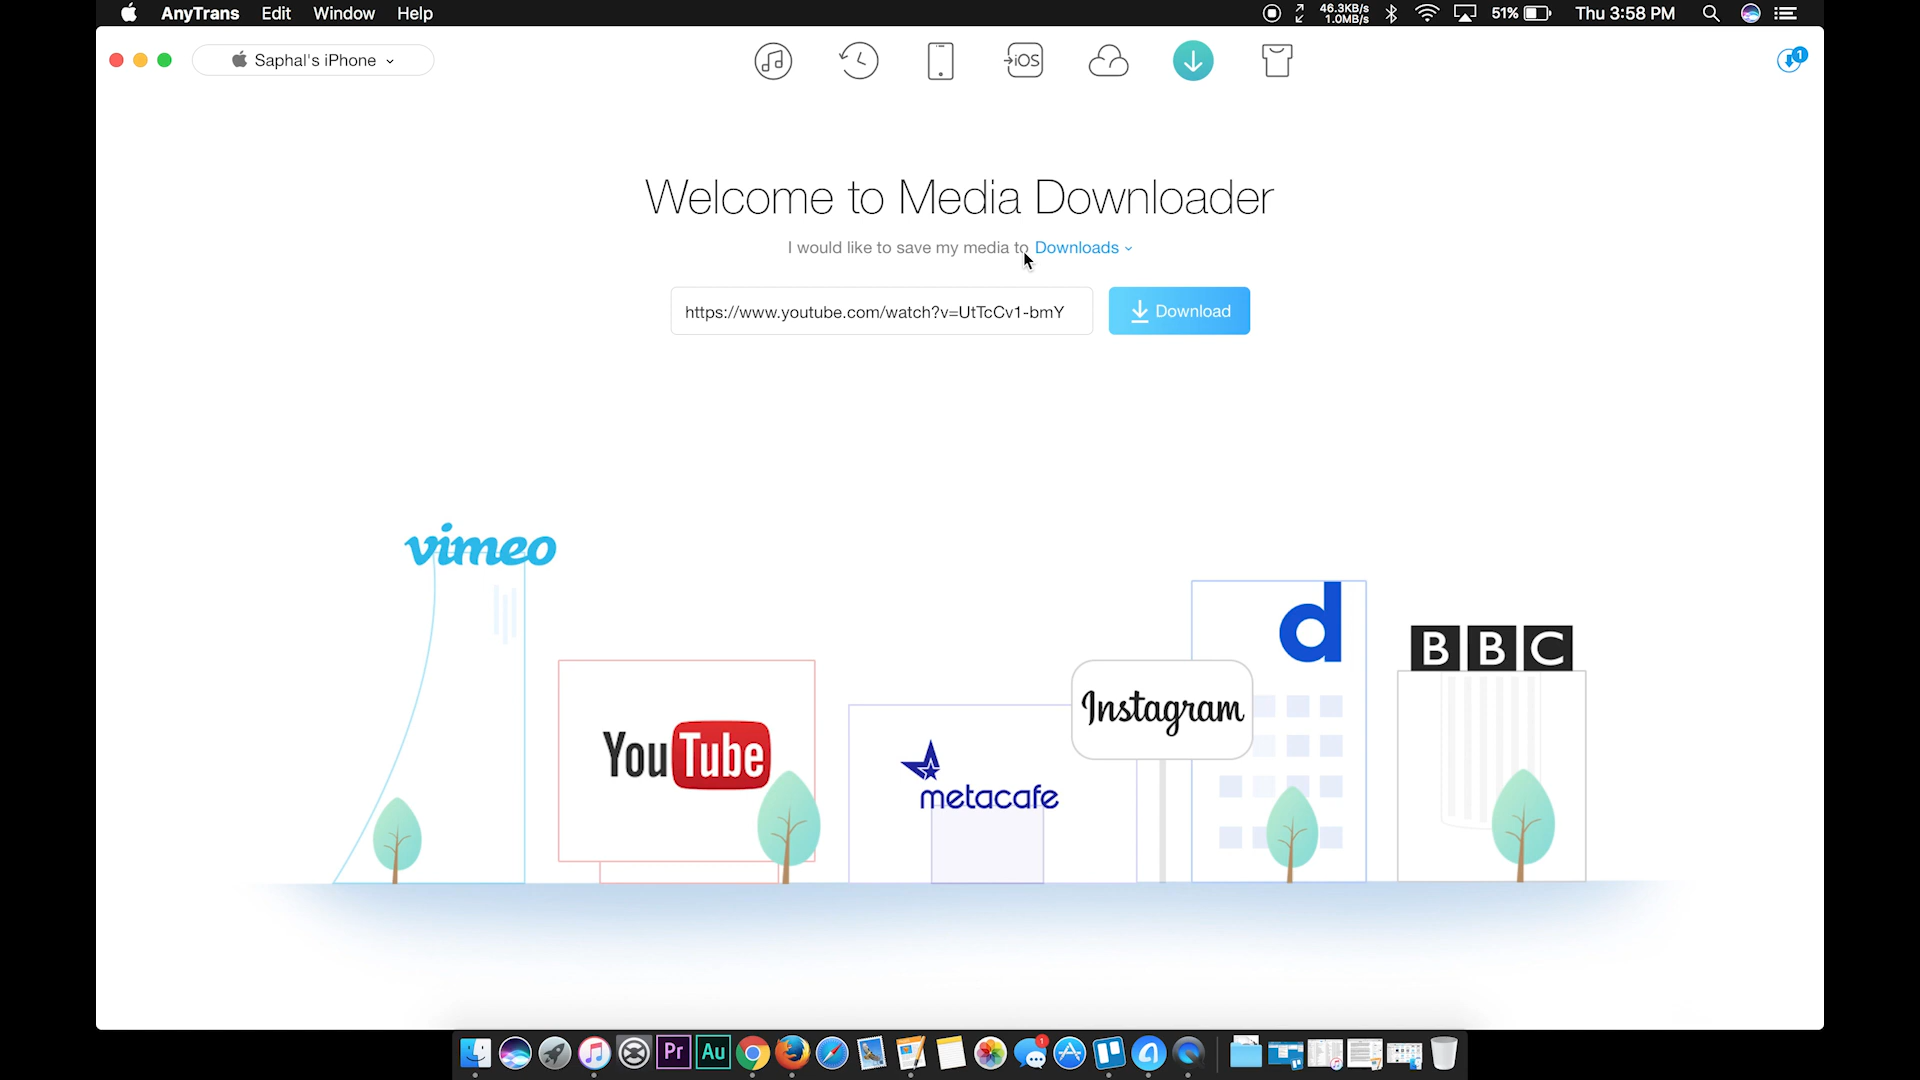 AnyTrans Edit Window Help
46.3KB/s
1.0MB/s
51%
Thu 3:58 PM
Saphal's iPhone
iOS
1
Welcome to Media Downloader
I would like to save my media to Downloads
https://www.youtube.com/watch?v=UtTcCv1-bmY
Download
vimeo
d
BBC
Instagram
YouTube
metacafe
Pr
Au
1